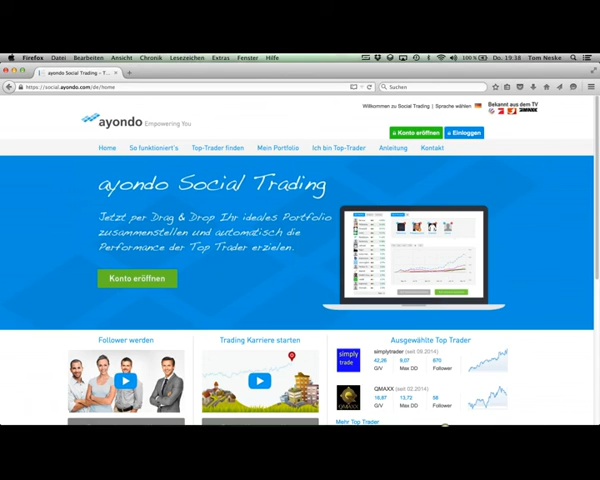 Firefox Datei Bearbeiten Ansicht Chronik Lesezeichen Extras Fenster Hilfe 100 % Do. 19:38 Tom Neske
ayondo Social Trading – T...
https://social.ayondo.com/de/home
Suchen
Willkommen zu Social Trading | Sprache wählen
Bekannt aus dem TV
ayondo Empowering You
Konto eröffnen
Einloggen
Home So funktioniert's Top-Trader finden Mein Portfolio Ich bin Top-Trader Anleitung Kontakt
ayondo Social Trading
Jetzt per Drag & Drop Ihr ideales Portfolio
zusammenstellen und automatisch die
Performance der Top Trader erzielen.
Konto eröffnen
Follower werden
Trading Karriere starten
Ausgewählte Top Trader
simply
trade
simplytrader (seit 09.2014)
42,26 9,07 870
G/V Max DD Follower
QMAXX
QMAXX (seit 02.2014)
16,87 13,72 58
G/V Max DD Follower
Mehr Top Trader